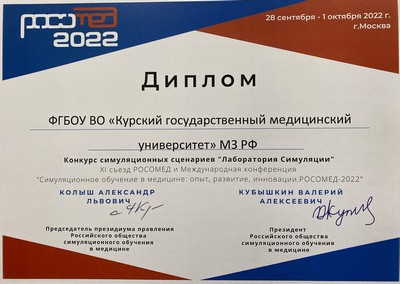 росомед
2022
28 сентября - 1 октября 2022 г.
г.Москва
Диплом
ФГБОУ ВО «Курский государственный медицинский
университет» МЗ РФ
Конкурс симуляционных сценариев "Лаборатория Симуляции"
XI съезд РОСОМЕД и Международная конференция
"Симуляционное обучение в медицине: опыт, развитие, инновации.РОСОМЕД-2022"
КОЛЫШ АЛЕКСАНДР
ЛЬВОВИЧ
Председатель президиума правления
Российского общества
симуляционного обучения
в медицине
КУБЫШКИН ВАЛЕРИЙ
АЛЕКСЕЕВИЧ
Президент
Российского общества
симуляционного обучения
в медицине